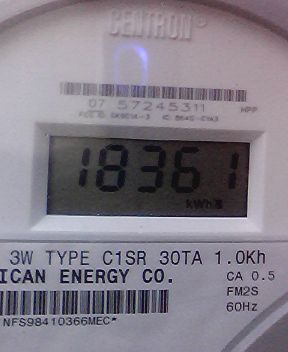 CENTRON®
07 57245311 HPP
18361
kWh
3W TYPE C1SR 30TA 1.0Kh
ICAN ENERGY CO.
CA 0.5
FM2S
60Hz
NFS98410366MEC*